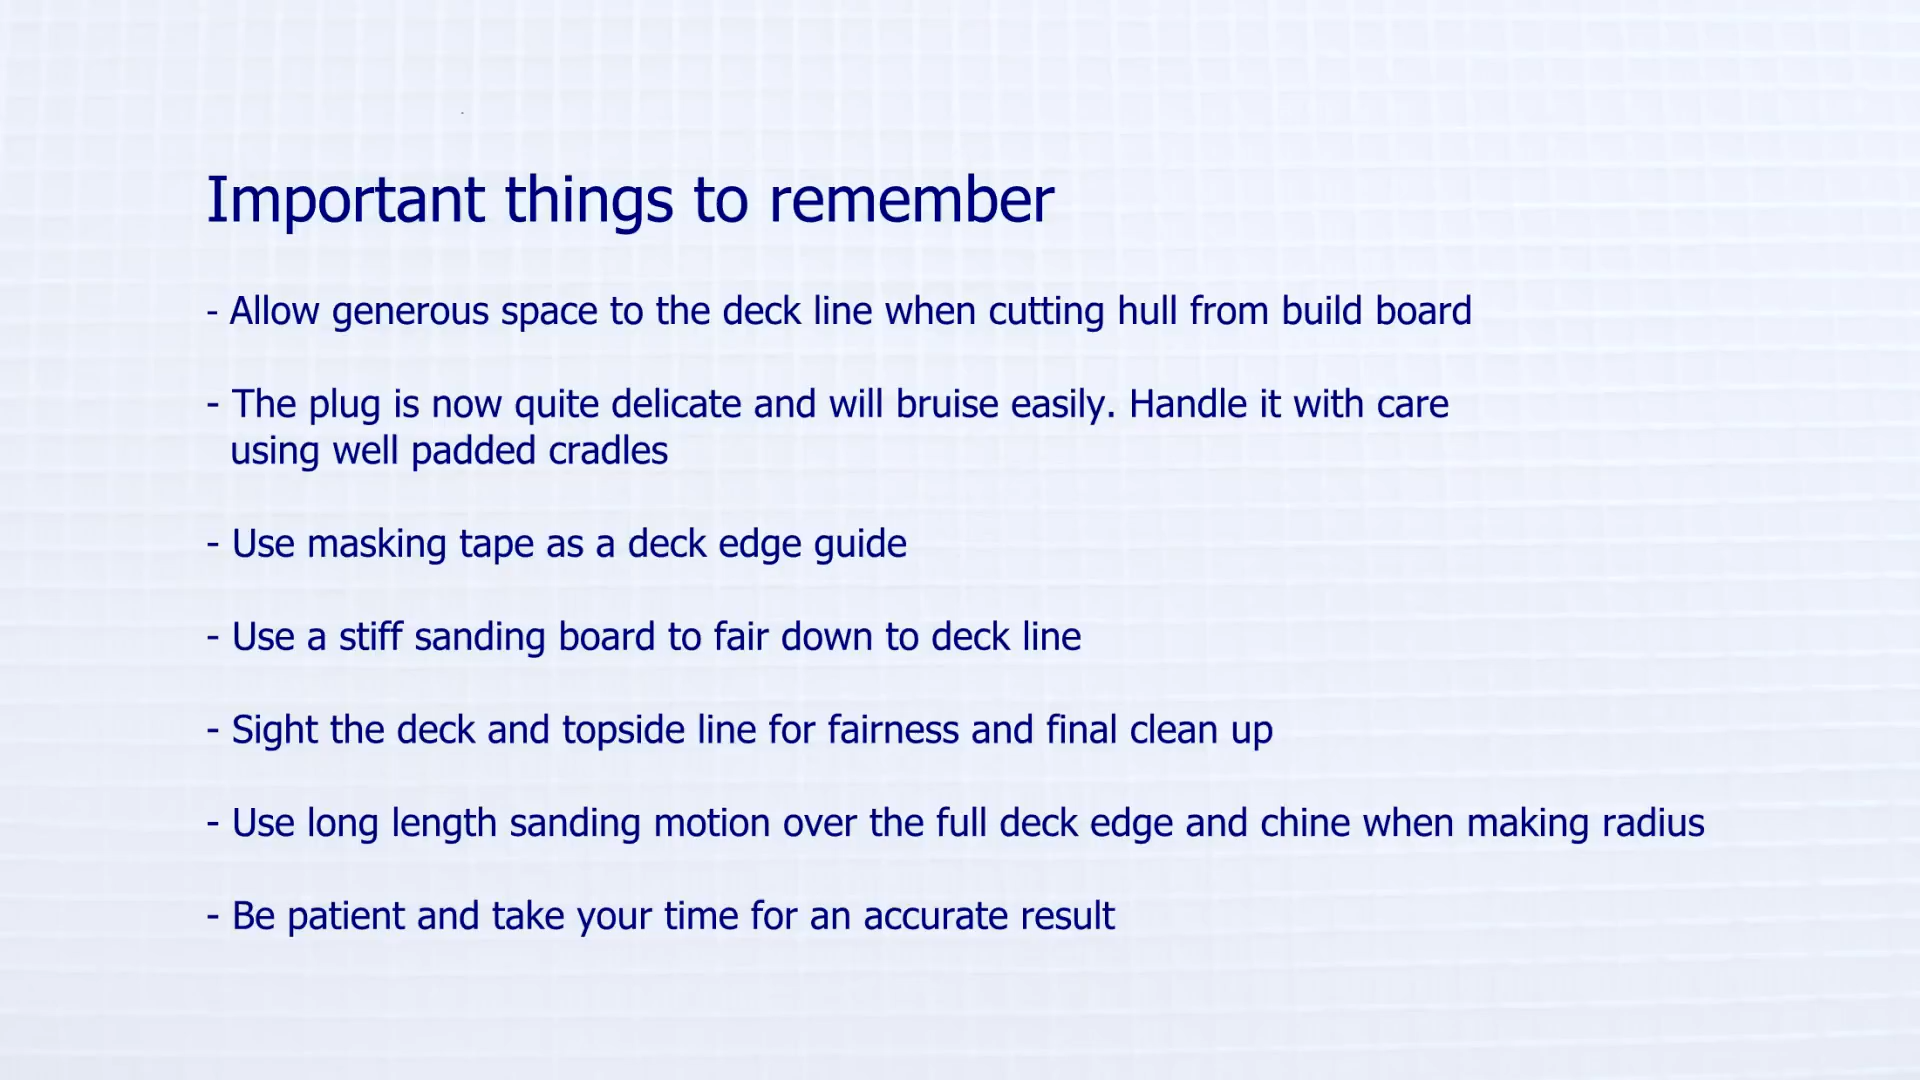 Important things to remember
- Allow generous space to the deck line when cutting hull from build board
- The plug is now quite delicate and will bruise easily. Handle it with care
using well padded cradles
- Use masking tape as a deck edge guide
- Use a stiff sanding board to fair down to deck line
- Sight the deck and topside line for fairness and final clean up
- Use long length sanding motion over the full deck edge and chine when making radius
- Be patient and take your time for an accurate result